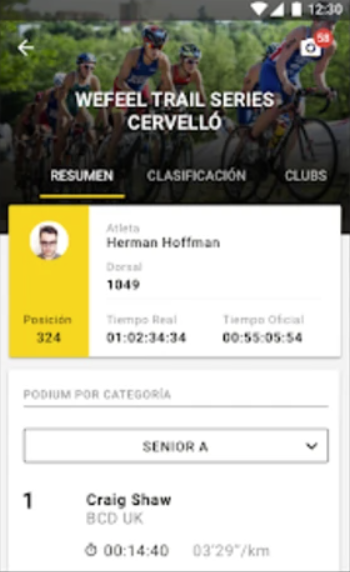 12:30
58
WEFEEL TRAIL SERIES
CERVELLÓ
RESUMEN CLASIFICACIÓN CLUBS
Atleta
Herman Hoffman
Dorsal
1049
Posición Tiempo Real Tiempo Oficial
324 01:02:34:34 00:55:05:54
PODIUM POR CATEGORÍA
SENIOR A
1 Craig Shaw
BCD UK
00:14:40 03'29"/km